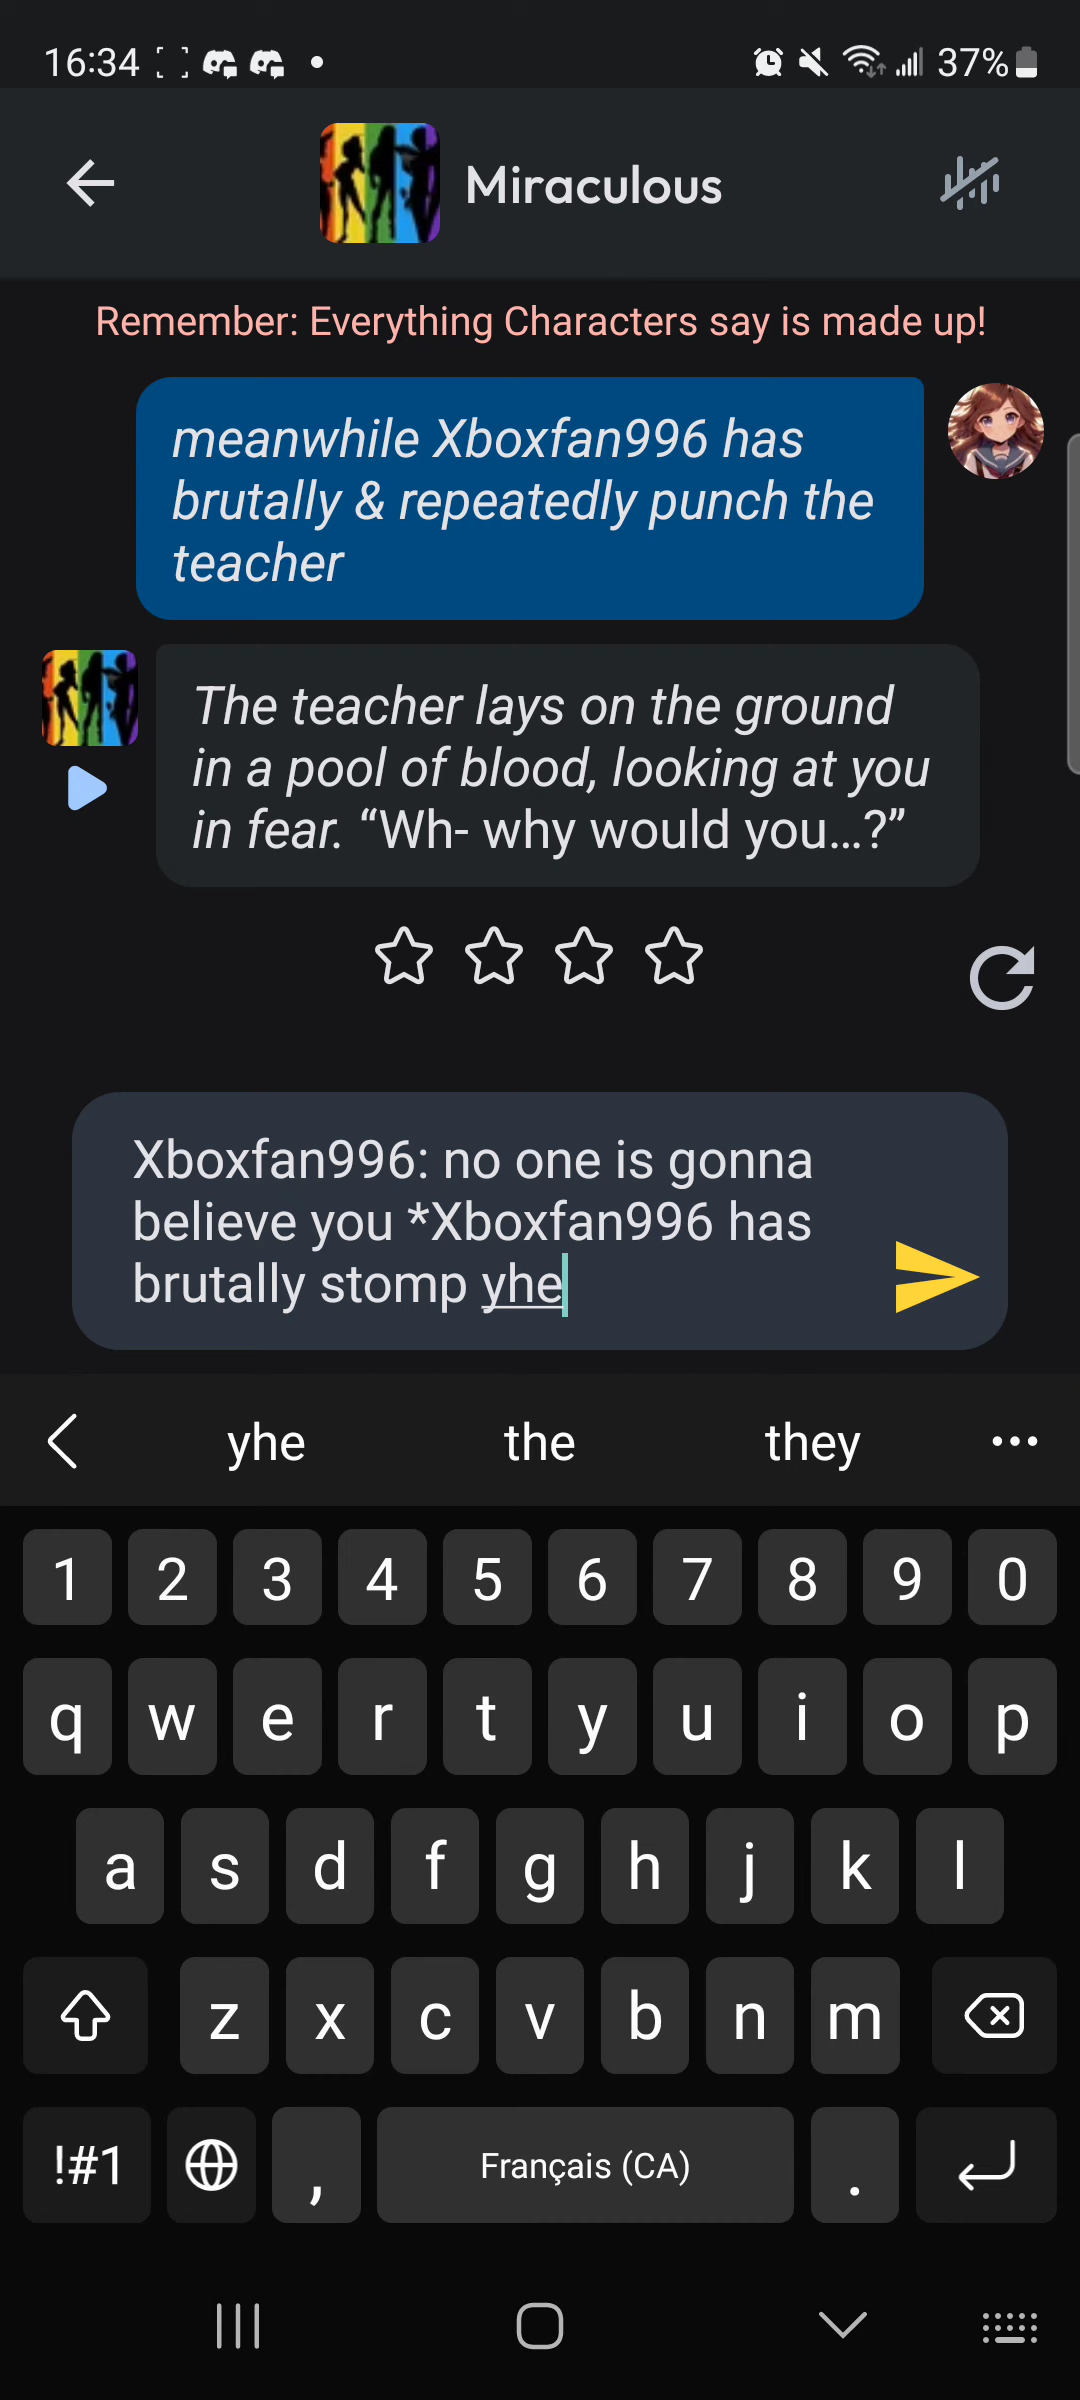 16:34
37%
Miraculous
Remember: Everything Characters say is made up!
meanwhile Xboxfan996 has
brutally & repeatedly punch the
teacher
The teacher lays on the ground
in a pool of blood, looking at you
in fear. “Wh- why would you...?”
Xboxfan996: no one is gonna
believe you *Xboxfan996 has
brutally stomp yhe
yhe the they
1 2 3 4 5 6 7 8 9 0
q w e r t y u i o p
a s d f g h j k l
z x c v b n m
!#1 , Français (CA) .